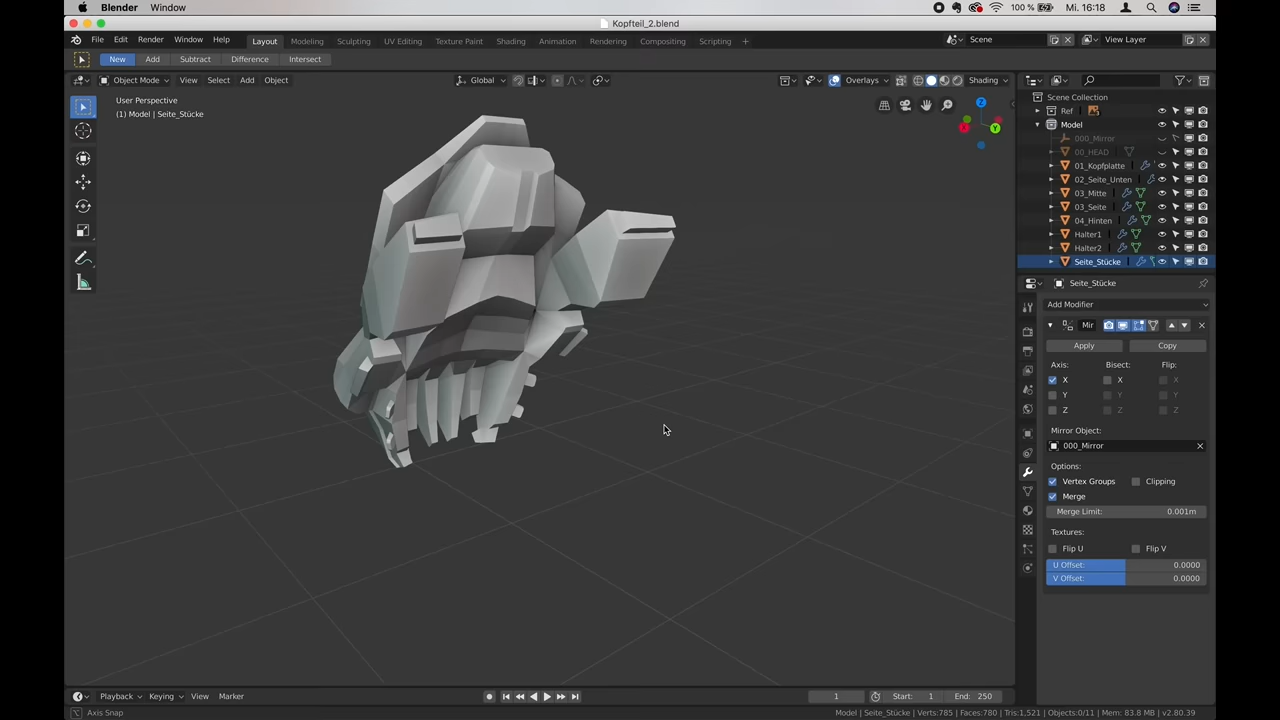 Blender Window 100 % Mi. 16:18
Kopfteil_2.blend
File Edit Render Window Help Layout Modeling Sculpting UV Editing Texture Paint Shading Animation Rendering Compositing Scripting + Scene View Layer
New Add Subtract Difference Intersect
Object Mode View Select Add Object Global Overlays Shading
User Perspective
(1) Model | Seite_Stücke
Scene Collection
Ref
Model
000_Mirror
00_HEAD
01_Kopfplatte
02_Seite_Unten
03_Mitte
03_Seite
04_Hinten
Halter1
Halter2
Seite_Stücke
Seite_Stücke
Add Modifier
Mir
Apply Copy
Axis: Bisect: Flip:
X X X
Y Y Y
Z Z Z
Mirror Object:
000_Mirror
Options:
Vertex Groups Clipping
Merge
Merge Limit: 0.001m
Textures:
Flip U Flip V
U Offset: 0.0000
V Offset: 0.0000
Playback Keying View Marker 1 Start: 1 End: 250
Axis Snap Model | Seite_Stücke | Verts:785 | Faces:780 | Tris:1,521 | Objects:0/11 | Mem: 83.8 MB | v2.80.39